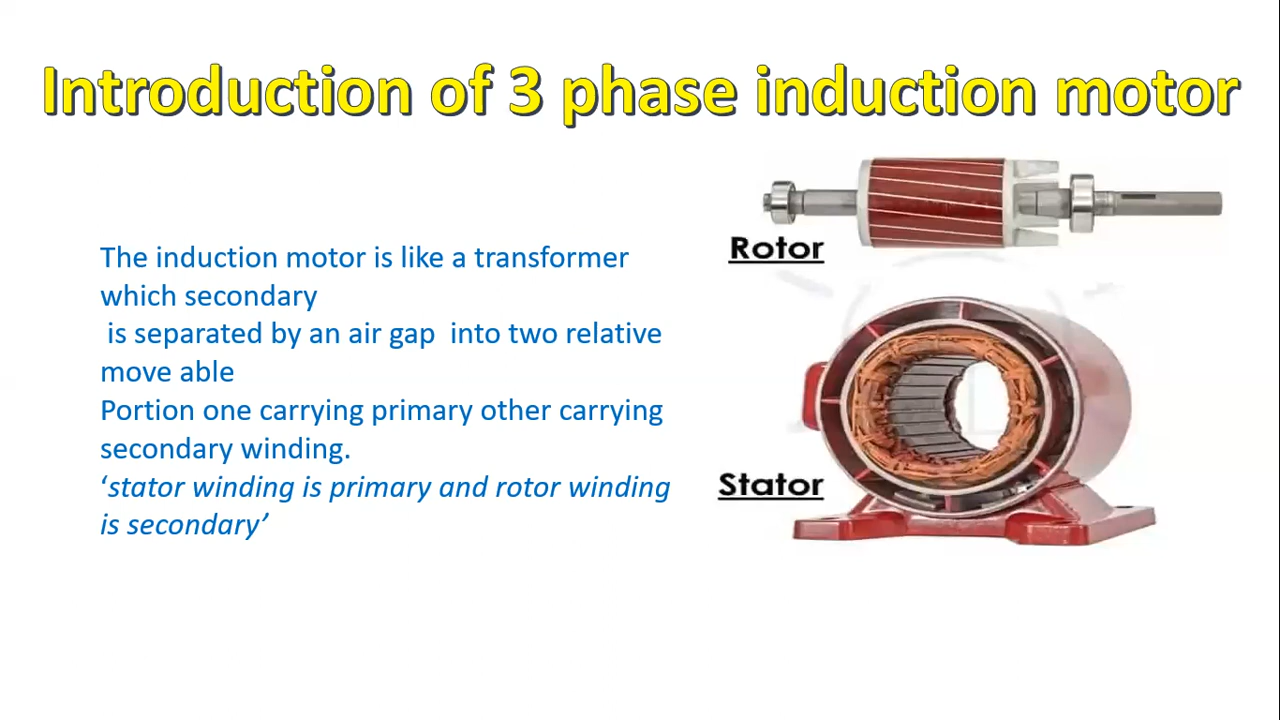 Introduction of 3 phase induction motor
The induction motor is like a transformer
which secondary
is separated by an air gap into two relative
move able
Portion one carrying primary other carrying
secondary winding.
‘stator winding is primary and rotor winding
is secondary’
Rotor
Stator